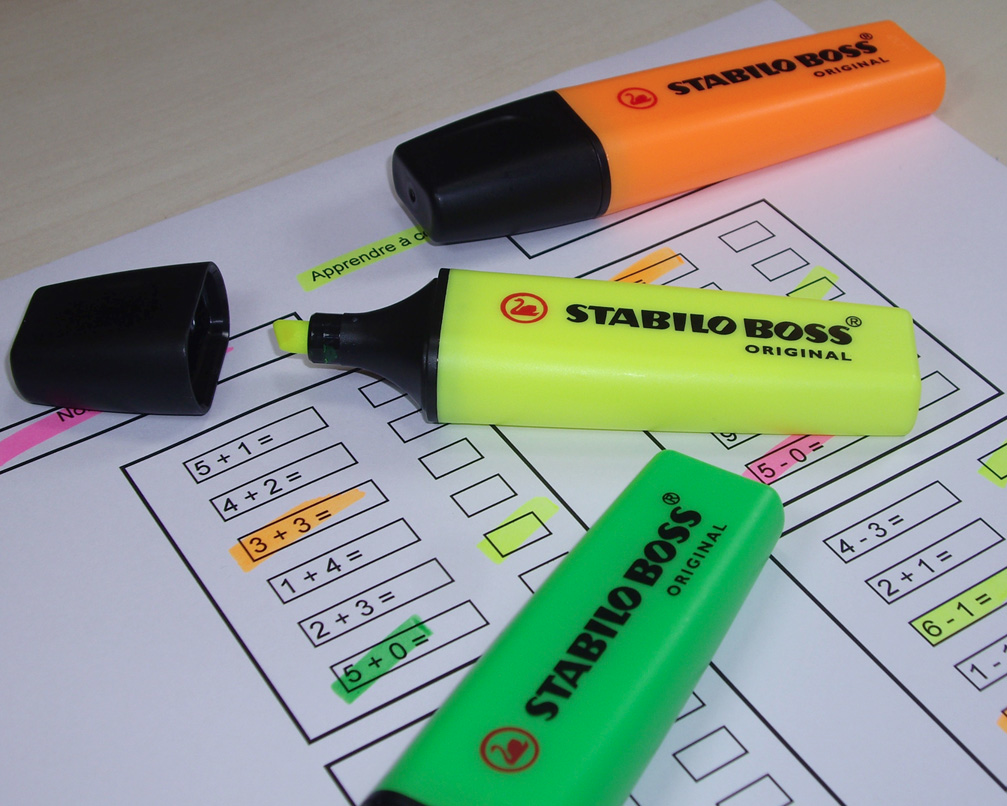 STABILO BOSS®
ORIGINAL
Apprendre à
STABILO BOSS®
ORIGINAL
5 + 1 =
4 + 2 =
3 + 3 =
1 + 4 =
2 + 3 =
5 + 0 =
5 - 0 =
4 - 3 =
2 + 1 =
6 - 1 =
STABILO BOSS®
ORIGINAL